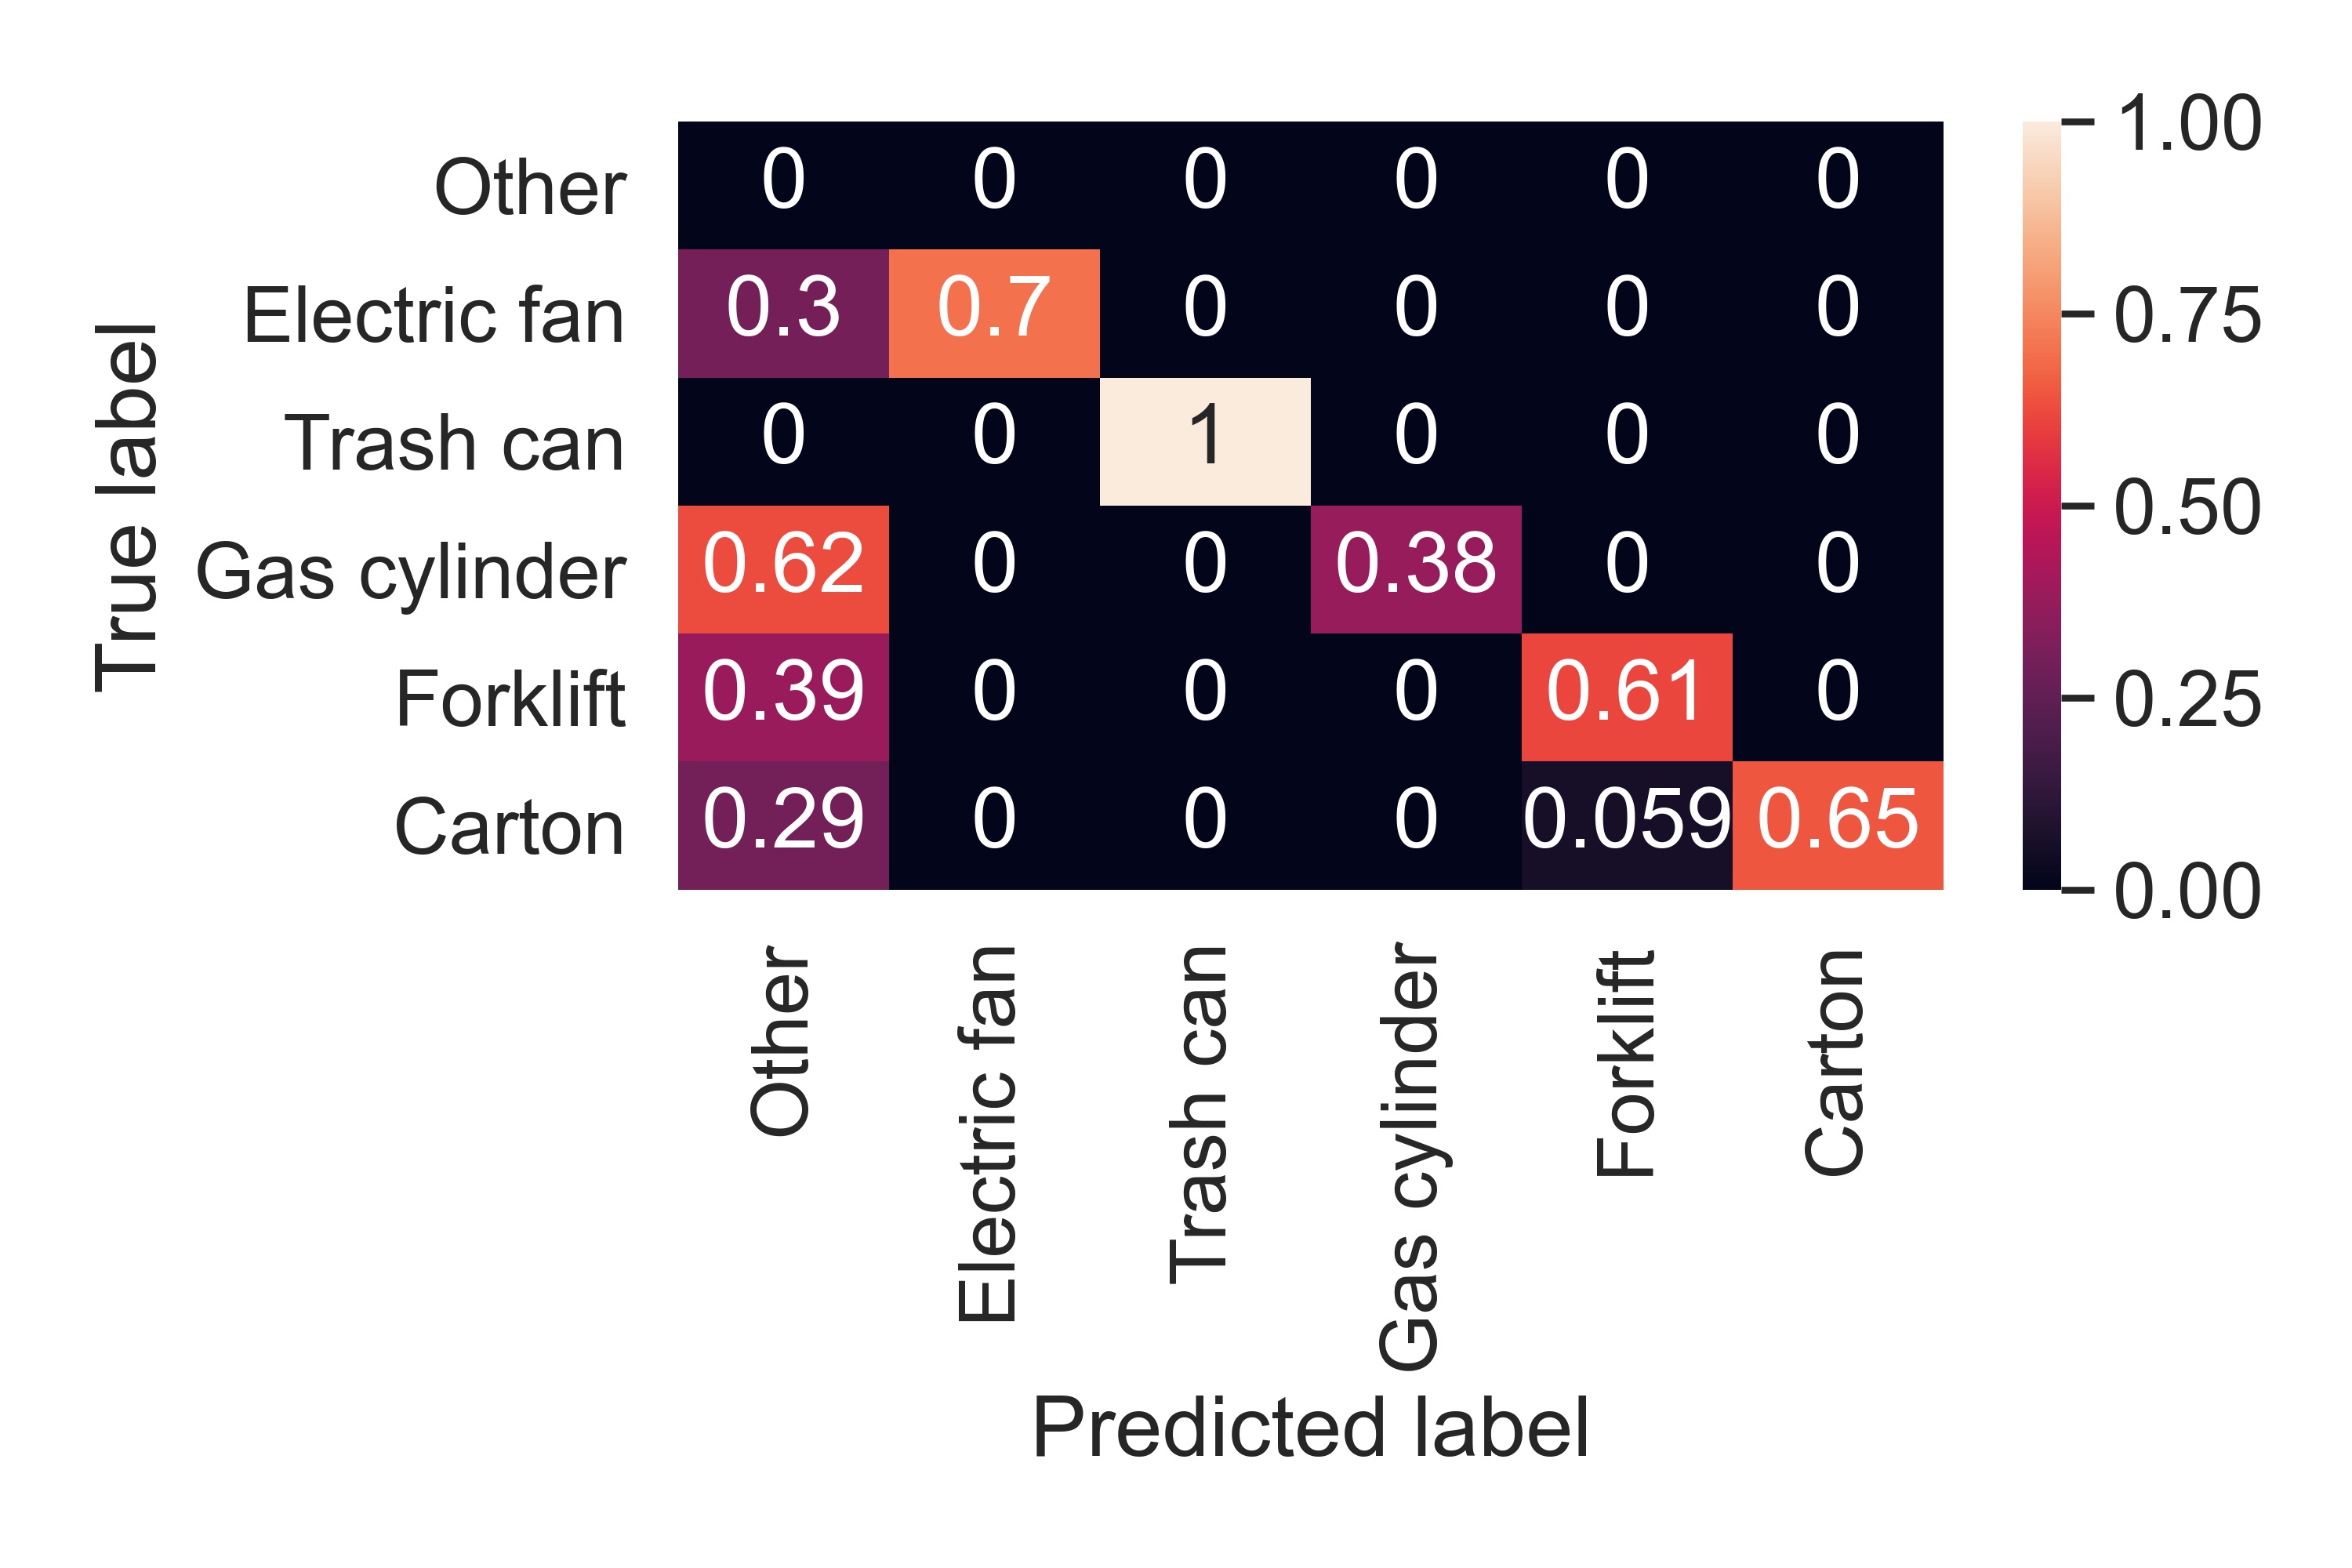 True label
Other 0 0 0 0 0 0
Electric fan 0.3 0.7 0 0 0 0
Trash can 0 0 1 0 0 0
Gas cylinder 0.62 0 0 0.38 0 0
Forklift 0.39 0 0 0 0.61 0
Carton 0.29 0 0 0 0.059 0.65
1.00
0.75
0.50
0.25
0.00
Other
Electric fan
Trash can
Gas cylinder
Forklift
Carton
Predicted label